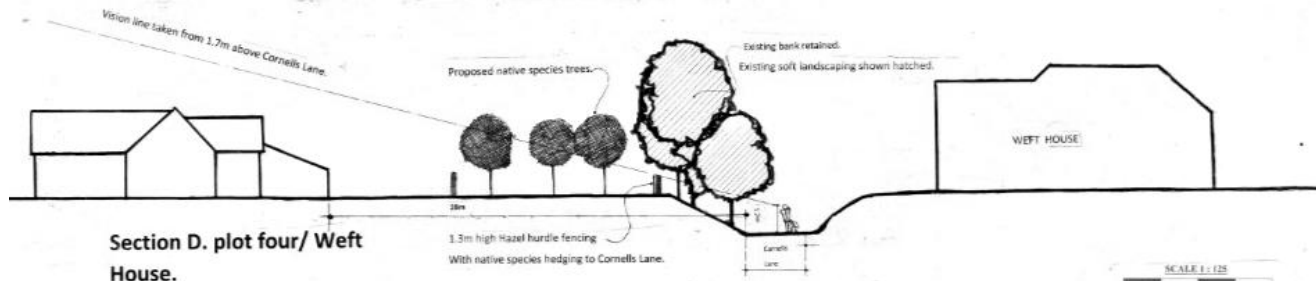 Vision line taken from 1.7m above Cornells Lane.
Proposed native species trees.
Existing bank retained.
Existing soft landscaping shown hatched.
WEFT HOUSE
Section D. plot four/ Weft
House.
1.3m high Hazel hurdle fencing
With native species hedging to Cornells Lane.
Cornells
Lane
SCALE 1 : 125